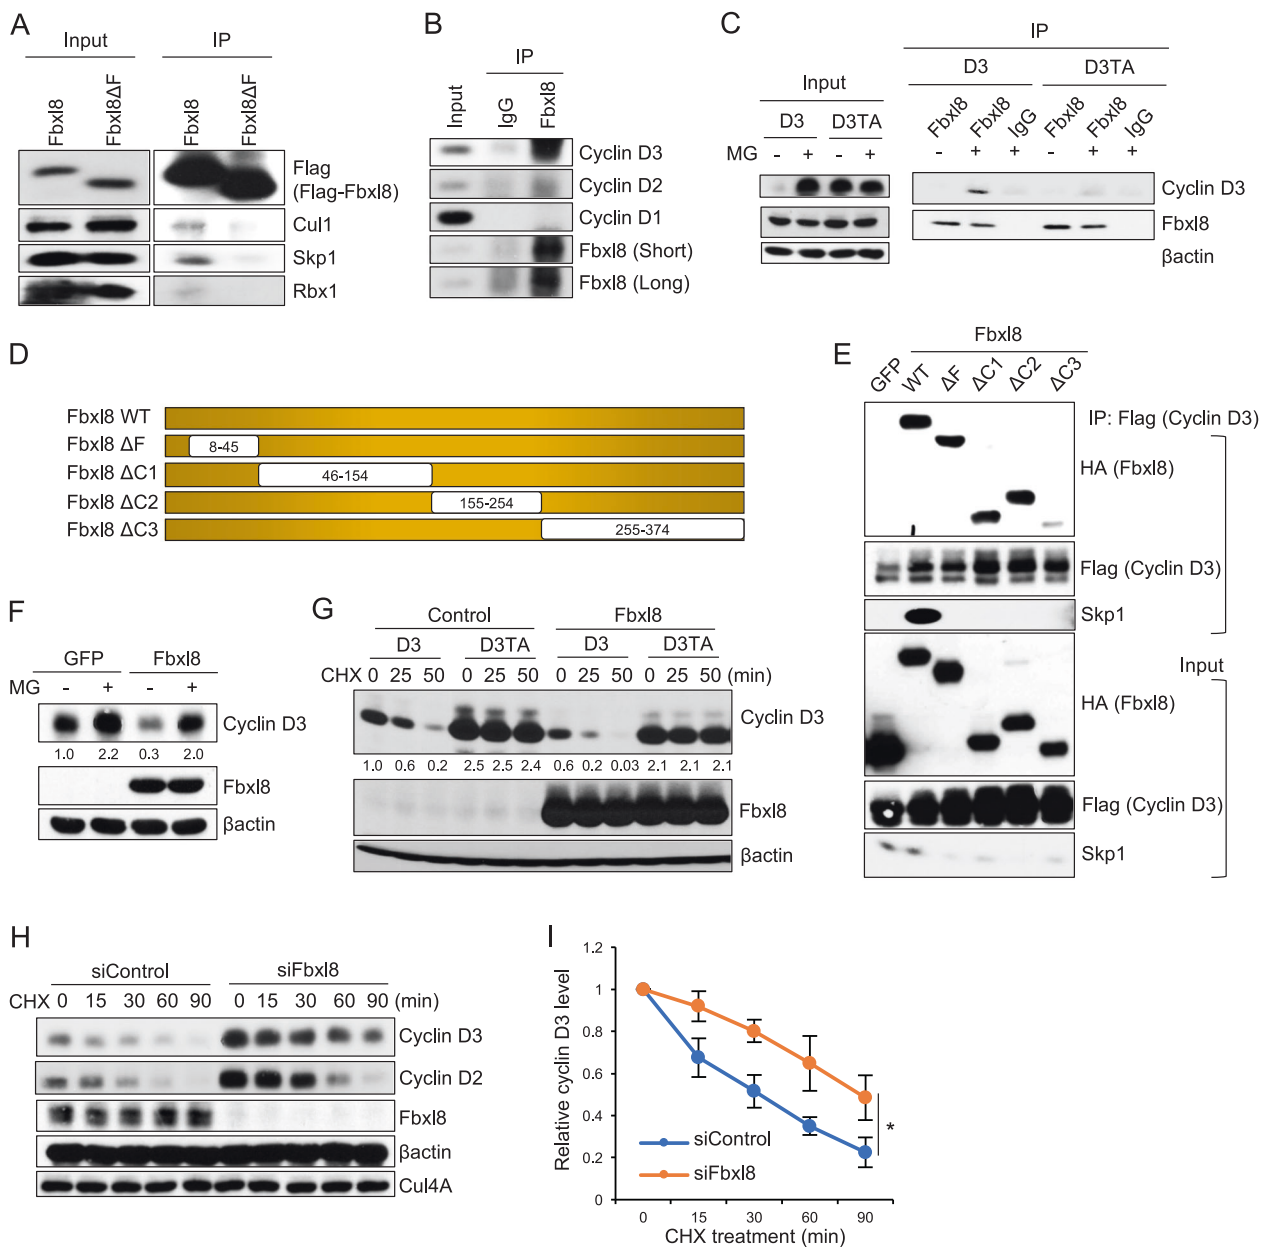 A
Input IP
Fbxl8 Fbxl8ΔF Fbxl8 Fbxl8ΔF
Flag
(Flag-Fbxl8)
Cul1
Skp1
Rbx1
B
IP
Input IgG Fbxl8
Cyclin D3
Cyclin D2
Cyclin D1
Fbxl8 (Short)
Fbxl8 (Long)
C
IP
Input D3 D3TA
D3 D3TA Fbxl8 Fbxl8 IgG Fbxl8 Fbxl8 IgG
MG - + - + - + + - + +
Cyclin D3
Fbxl8
βactin
D
Fbxl8 WT
Fbxl8 ΔF 8-45
Fbxl8 ΔC1 46-154
Fbxl8 ΔC2 155-254
Fbxl8 ΔC3 255-374
E
Fbxl8
GFP WT ΔF ΔC1 ΔC2 ΔC3
IP: Flag (Cyclin D3)
HA (Fbxl8)
Flag (Cyclin D3)
Skp1
Input
HA (Fbxl8)
Flag (Cyclin D3)
Skp1
F
GFP Fbxl8
MG - + - +
Cyclin D3
1.0 2.2 0.3 2.0
Fbxl8
βactin
G
Control Fbxl8
D3 D3TA D3 D3TA
CHX 0 25 50 0 25 50 0 25 50 0 25 50 (min)
Cyclin D3
1.0 0.6 0.2 2.5 2.5 2.4 0.6 0.2 0.03 2.1 2.1 2.1
Fbxl8
βactin
H
siControl siFbxl8
CHX 0 15 30 60 90 0 15 30 60 90 (min)
Cyclin D3
Cyclin D2
Fbxl8
βactin
Cul4A
I
Relative cyclin D3 level
1.2
1
0.8
0.6
0.4
0.2
0
*
siControl
siFbxl8
0 15 30 60 90
CHX treatment (min)